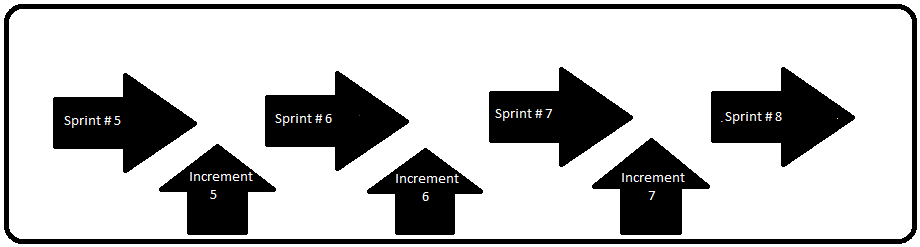 Sprint # 5
Sprint # 6
Sprint # 7
Sprint # 8
Increment
5
Increment
6
Increment
7